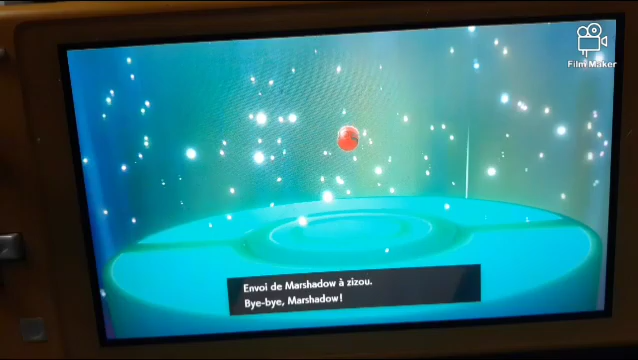 Film Maker
Envoi de Marshadow à zizou.
Bye-bye, Marshadow !